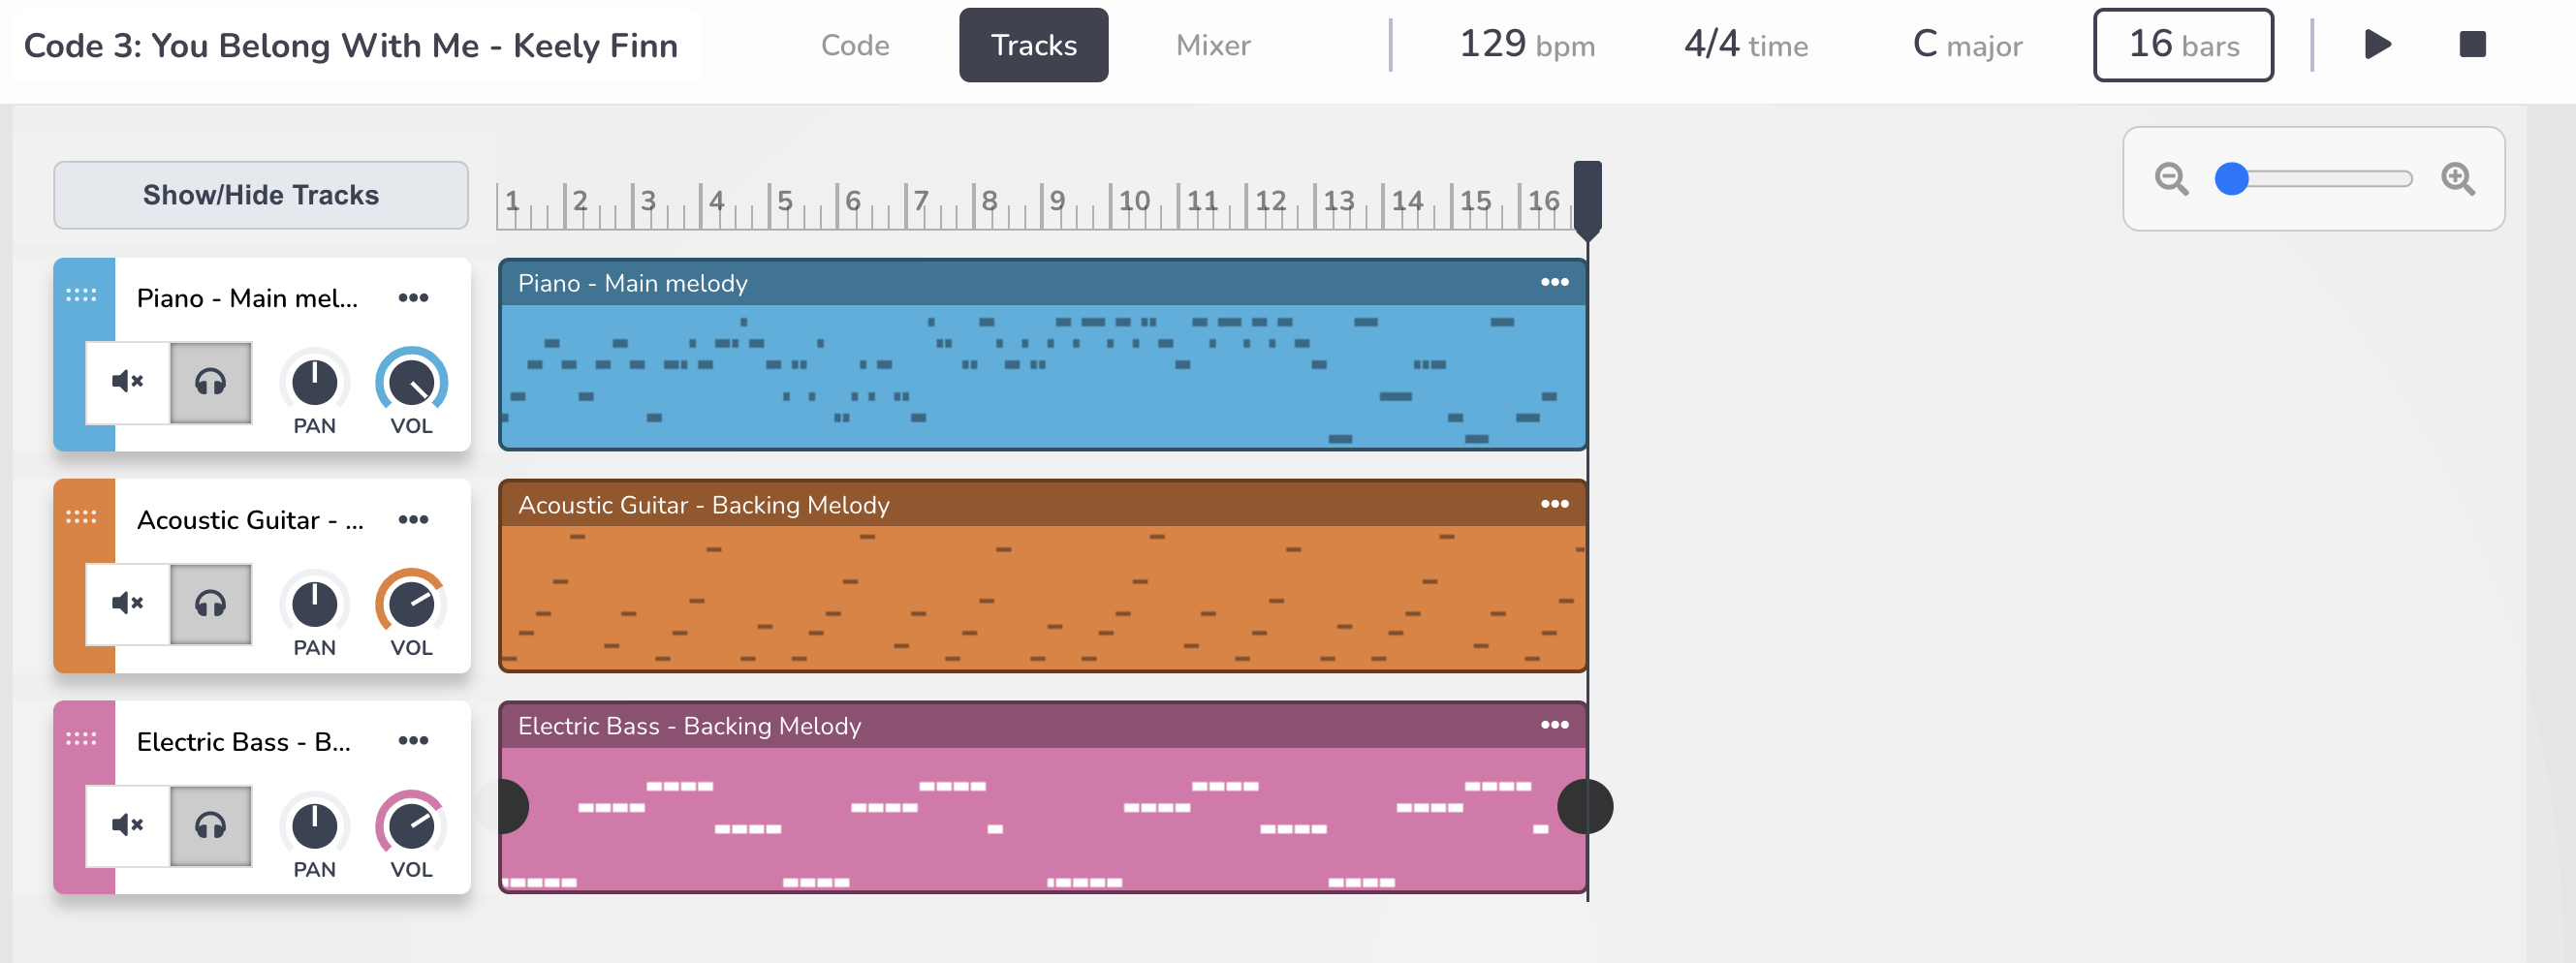 Code 3: You Belong With Me - Keely Finn
Code Tracks Mixer 129 bpm 4/4 time C major 16 bars
Show/Hide Tracks
1 2 3 4 5 6 7 8 9 10 11 12 13 14 15 16
Piano - Main mel...
PAN VOL
Piano - Main melody
Acoustic Guitar - ...
PAN VOL
Acoustic Guitar - Backing Melody
Electric Bass - B...
PAN VOL
Electric Bass - Backing Melody